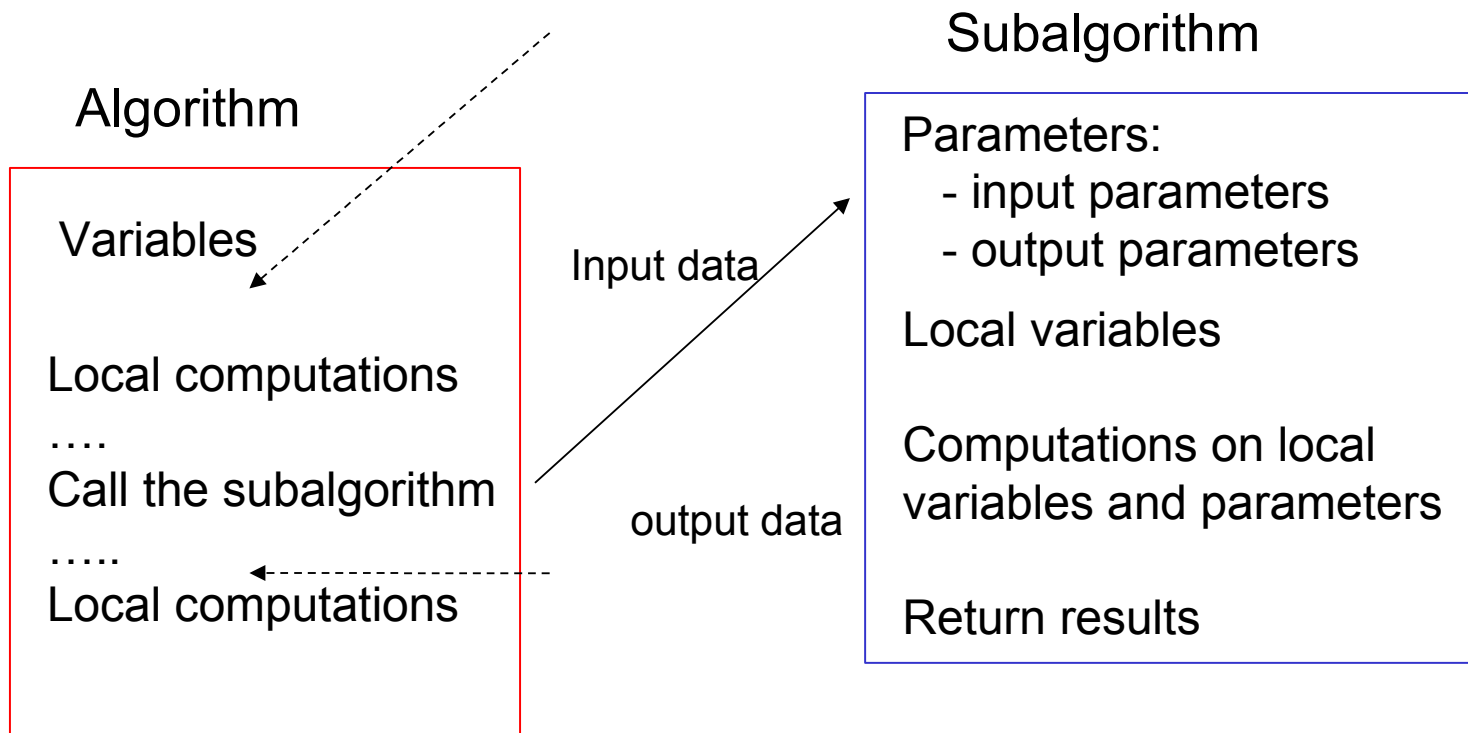 Algorithm
Variables
Local computations
….
Call the subalgorithm
…..
Local computations
Input data
output data
Subalgorithm
Parameters:
- input parameters
- output parameters
Local variables
Computations on local
variables and parameters
Return results